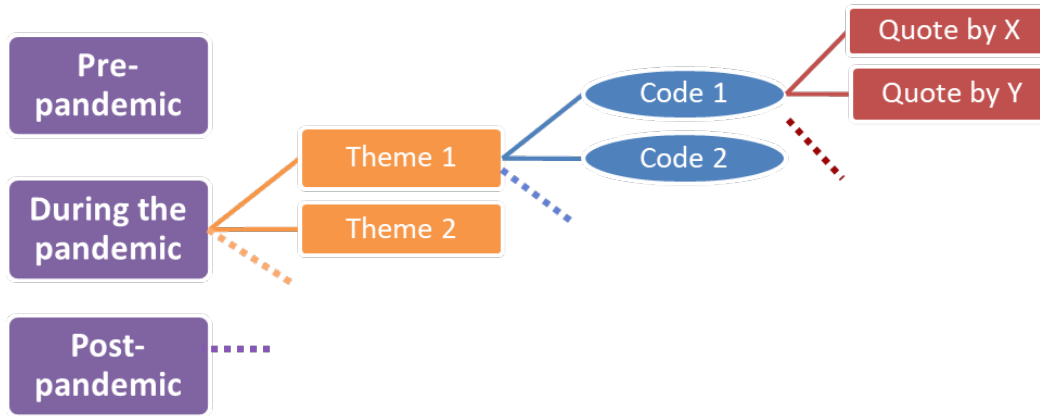 Pre-
pandemic
During the
pandemic
Post-
pandemic
Theme 1
Theme 2
Code 1
Code 2
Quote by X
Quote by Y